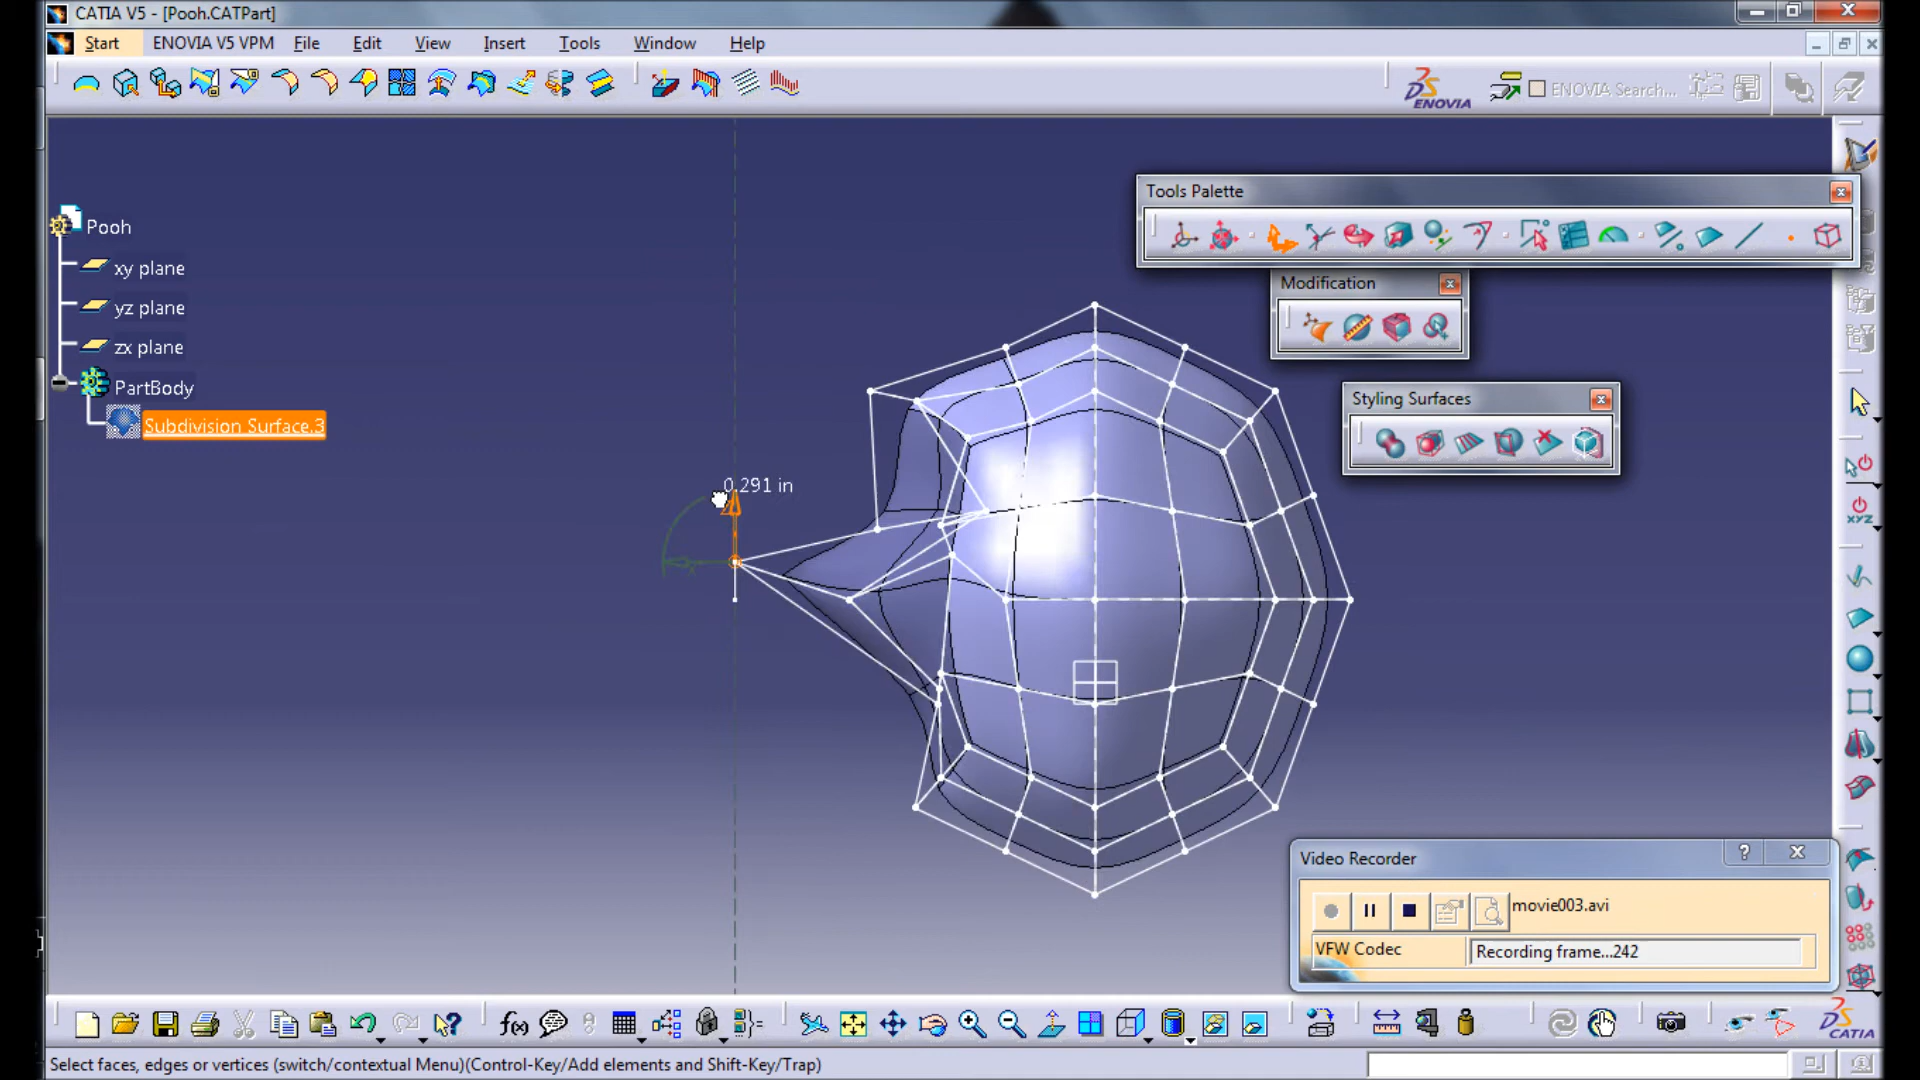 CATIA V5 - [Pooh.CATPart]
Start ENOVIA V5 VPM File Edit View Insert Tools Window Help
ENOVIA
ENOVIA Search...
Tools Palette
Pooh
xy plane
yz plane
zx plane
PartBody
Subdivision Surface.3
Modification
Styling Surfaces
0.291 in
XYZ
Video Recorder
movie003.avi
VFW Codec
Recording frame...242
f(x)
CATIA
Select faces, edges or vertices (switch/contextual Menu)(Control-Key/Add elements and Shift-Key/Trap)